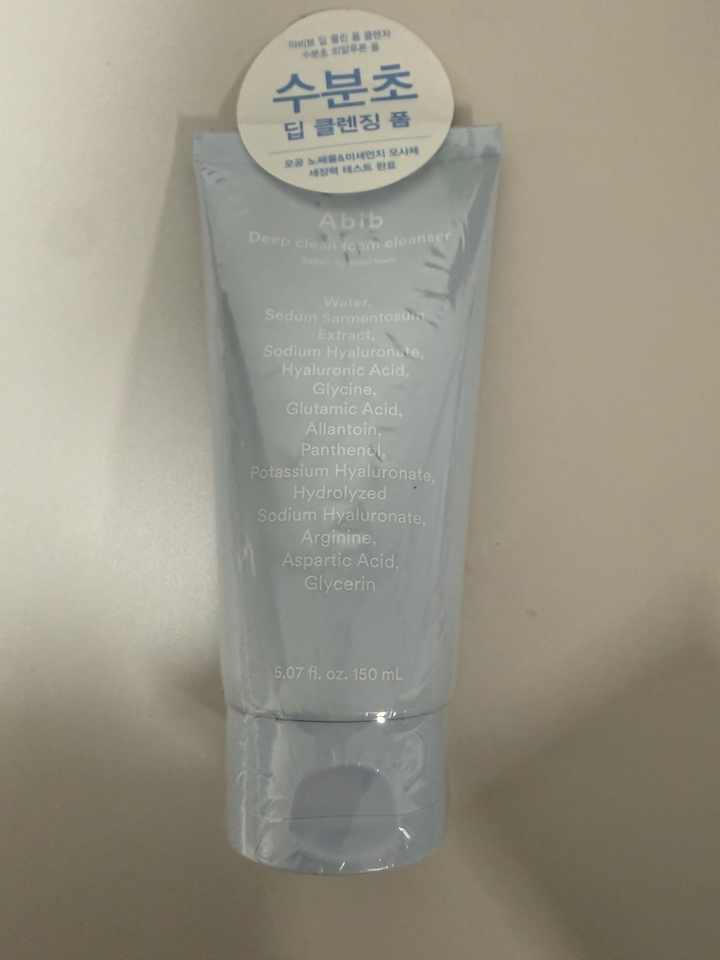 아비브 딥 클린 폼 클렌저
수분초 히알루론 폼
수분초
딥 클렌징 폼
모공 노폐물&미세먼지 모사체
세정력 테스트 완료
Abib
Deep clean foam cleanser
Water,
Sedum Sarmentosum
Extract,
Sodium Hyaluronate,
Hyaluronic Acid,
Glycine,
Glutamic Acid,
Allantoin,
Panthenol,
Potassium Hyaluronate,
Hydrolyzed
Sodium Hyaluronate,
Arginine,
Aspartic Acid,
Glycerin
5.07 fl. oz. 150 mL